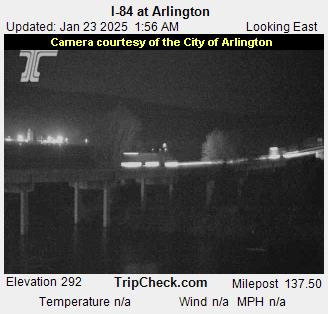 I-84 at Arlington
Updated: Jan 23 2025 1:56 AM Looking East
Camera courtesy of the City of Arlington
Elevation 292 TripCheck.com Milepost 137.50
Temperature n/a Wind n/a MPH n/a